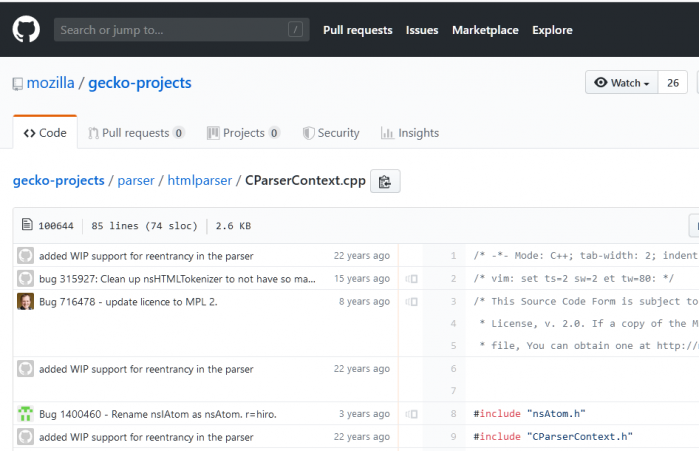 Search or jump to... / Pull requests Issues Marketplace Explore
mozilla / gecko-projects Watch 26
Code Pull requests 0 Projects 0 Security Insights
gecko-projects / parser / htmlparser / CParserContext.cpp
100644 85 lines (74 sloc) 2.6 KB
added WIP support for reentrancy in the parser 22 years ago 1 /* -*- Mode: C++; tab-width: 2; indent
bug 315927: Clean up nsHTMLTokenizer to not have so ma... 15 years ago 2 /* vim: set ts=2 sw=2 et tw=80: */
Bug 716478 - update licence to MPL 2. 8 years ago 3 /* This Source Code Form is subject to
4 * License, v. 2.0. If a copy of the M
5 * file, You can obtain one at http://
added WIP support for reentrancy in the parser 22 years ago 6
7
Bug 1400460 - Rename nsIAtom as nsAtom. r=hiro. 3 years ago 8 #include "nsAtom.h"
added WIP support for reentrancy in the parser 22 years ago 9 #include "CParserContext.h"